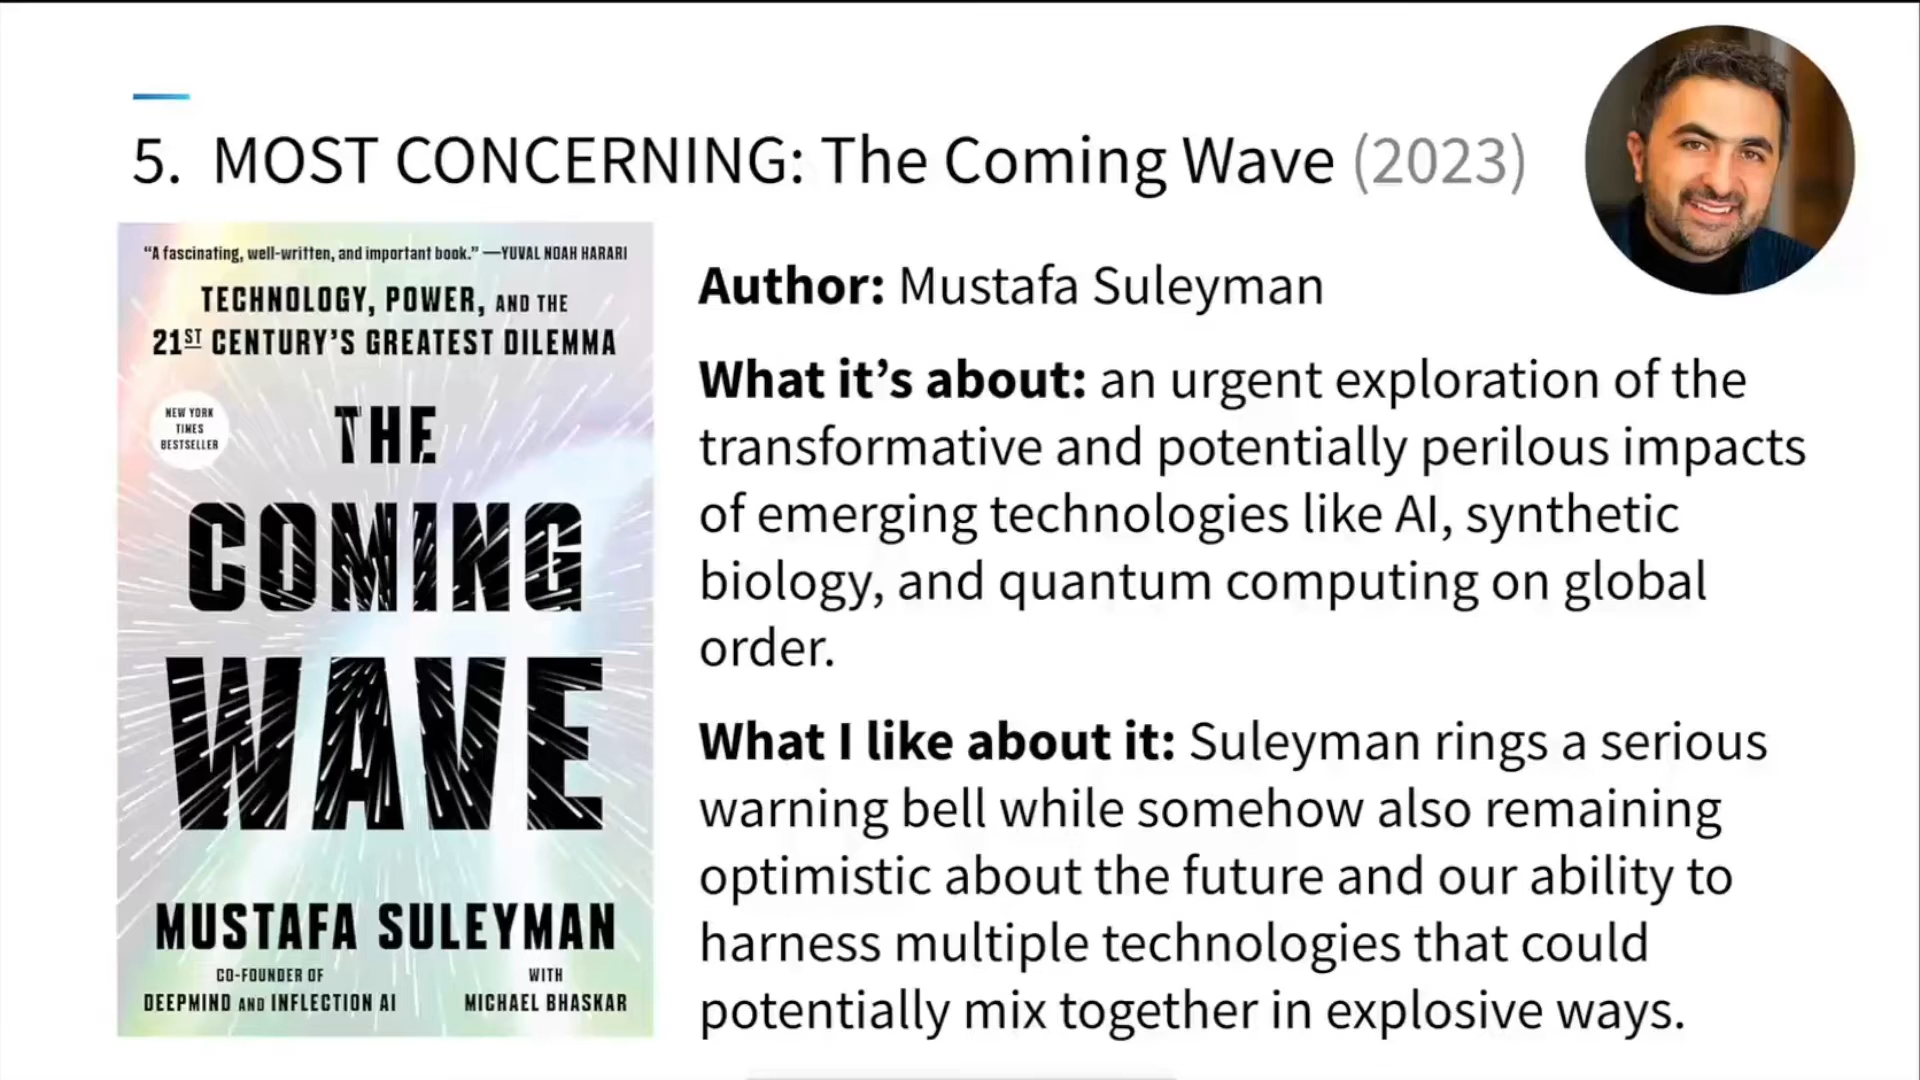 5. MOST CONCERNING: The Coming Wave (2023)
“A fascinating, well-written, and important book.” —YUVAL NOAH HARARI
TECHNOLOGY, POWER, AND THE
21ST CENTURY’S GREATEST DILEMMA
NEW YORK
TIMES
BESTSELLER
THE
COMING
WAVE
MUSTAFA SULEYMAN
CO-FOUNDER OF
DEEPMIND AND INFLECTION AI
WITH
MICHAEL BHASKAR
Author: Mustafa Suleyman
What it’s about: an urgent exploration of the
transformative and potentially perilous impacts
of emerging technologies like AI, synthetic
biology, and quantum computing on global
order.
What I like about it: Suleyman rings a serious
warning bell while somehow also remaining
optimistic about the future and our ability to
harness multiple technologies that could
potentially mix together in explosive ways.